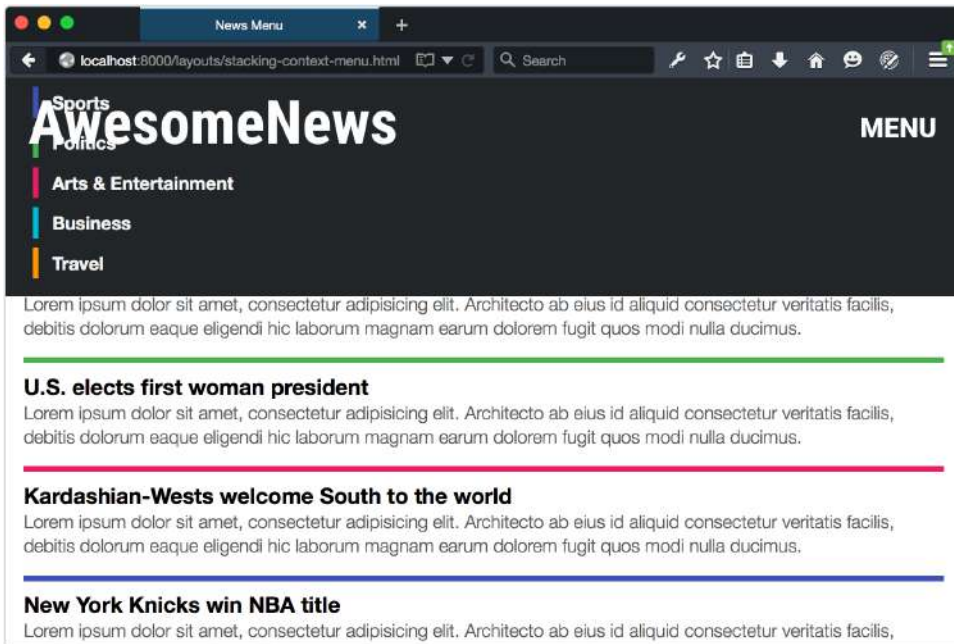 News Menu
localhost:8000/layouts/stacking-context-menu.html
Search
Sports
AwesomeNews
MENU
Politics
Arts & Entertainment
Business
Travel
Lorem ipsum dolor sit amet, consectetur adipisicing elit. Architecto ab eius id aliquid consectetur veritatis facilis,
debitis dolorum eaque eligendi hic laborum magnam earum dolorem fugit quos modi nulla ducimus.
U.S. elects first woman president
Lorem ipsum dolor sit amet, consectetur adipisicing elit. Architecto ab eius id aliquid consectetur veritatis facilis,
debitis dolorum eaque eligendi hic laborum magnam earum dolorem fugit quos modi nulla ducimus.
Kardashian-Wests welcome South to the world
Lorem ipsum dolor sit amet, consectetur adipisicing elit. Architecto ab eius id aliquid consectetur veritatis facilis,
debitis dolorum eaque eligendi hic laborum magnam earum dolorem fugit quos modi nulla ducimus.
New York Knicks win NBA title
Lorem ipsum dolor sit amet, consectetur adipisicing elit. Architecto ab eius id aliquid consectetur veritatis facilis,